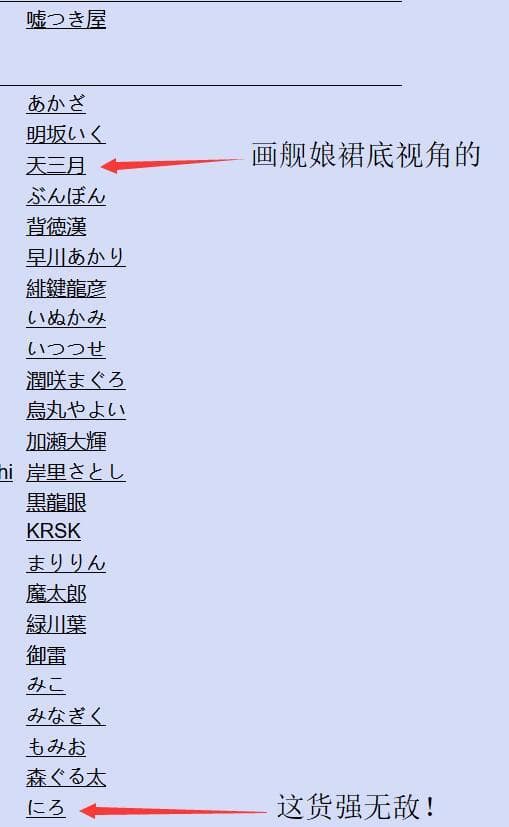 嘘つき屋
あかざ
明坂いく
天三月
画舰娘裙底视角的
ぶんぼん
背徳漢
早川あかり
緋鍵龍彦
いぬかみ
いつつせ
潤咲まぐろ
烏丸やよい
加瀬大輝
hi 岸里さとし
黒龍眼
KRSK
まりりん
魔太郎
緑川葉
御雷
みこ
みなぎく
もみお
森ぐる太
にろ
这货强无敌！